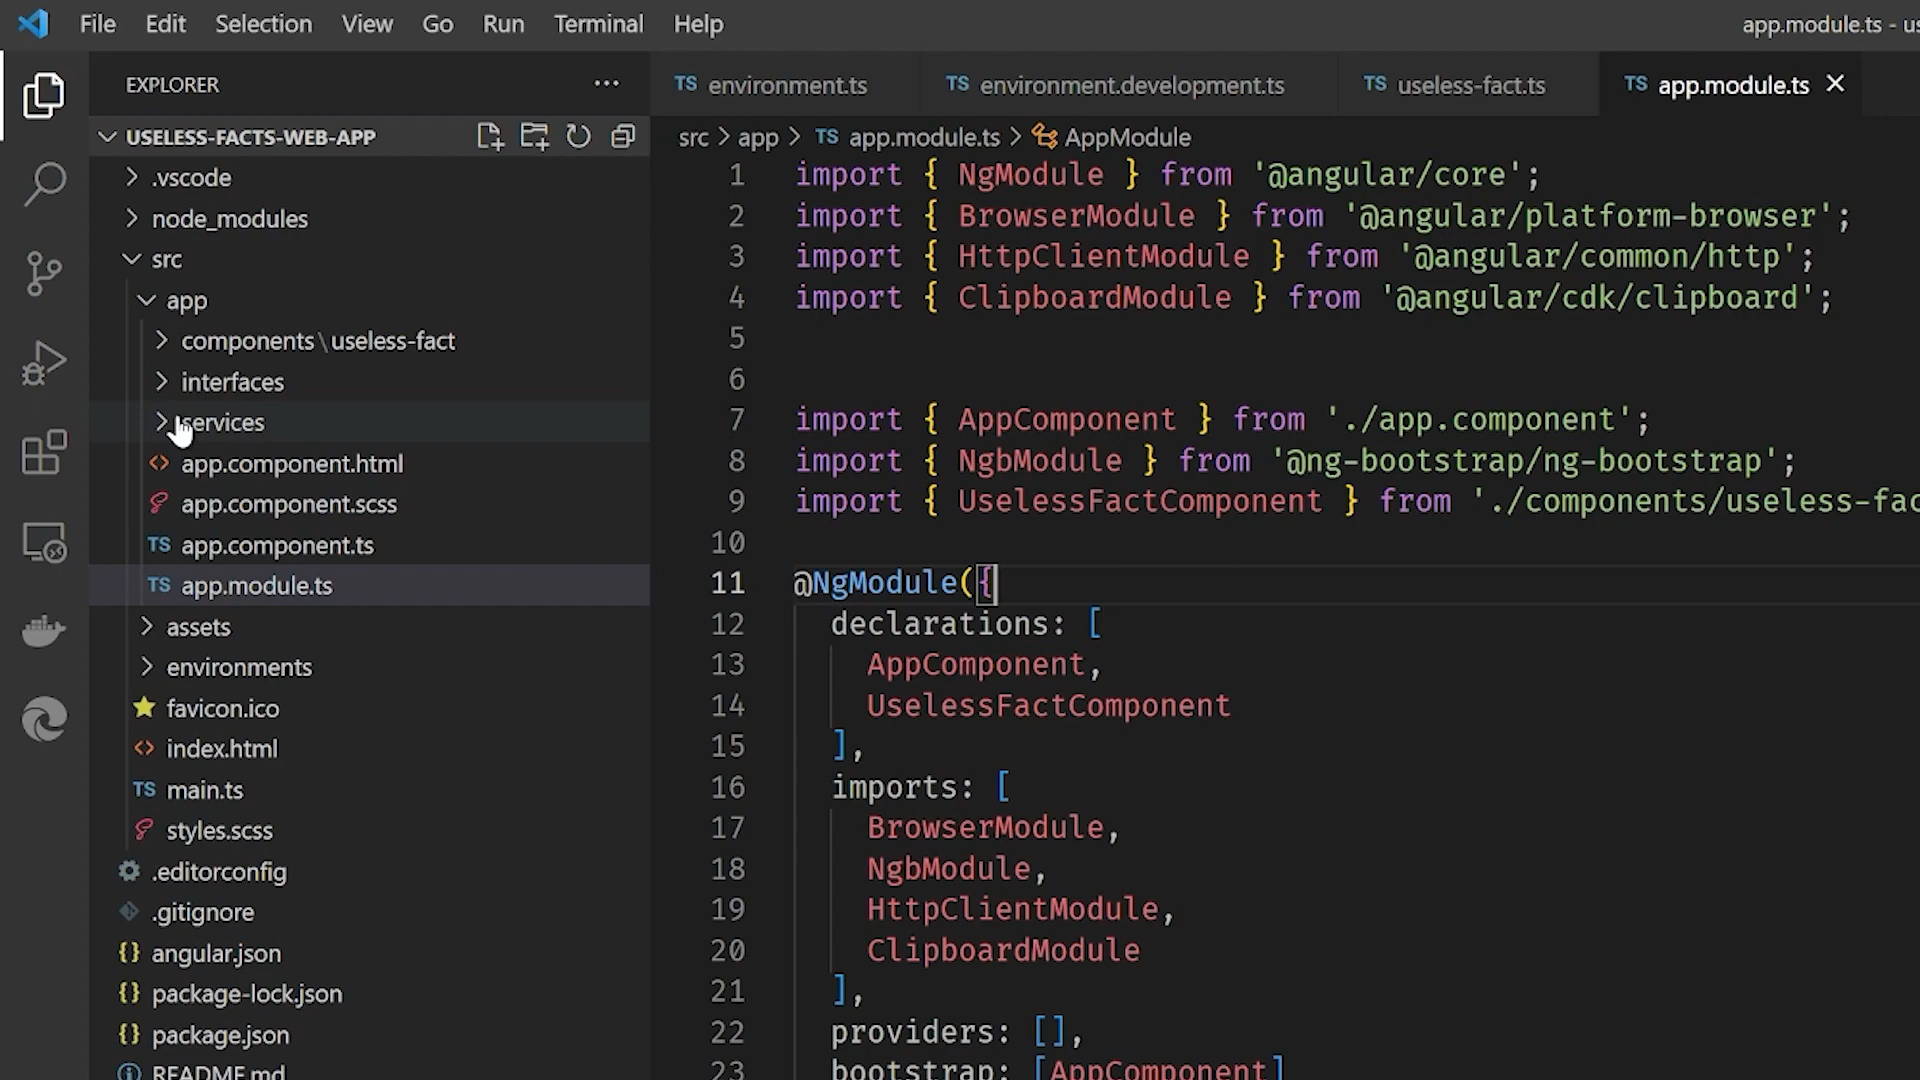 File Edit Selection View Go Run Terminal Help
app.module.ts - us
EXPLORER ...
USELESS-FACTS-WEB-APP
.vscode
node_modules
src
app
components\useless-fact
interfaces
services
app.component.html
app.component.scss
TS app.component.ts
TS app.module.ts
assets
environments
favicon.ico
index.html
TS main.ts
styles.scss
.editorconfig
.gitignore
{} angular.json
{} package-lock.json
{} package.json
README.md
TS environment.ts TS environment.development.ts TS useless-fact.ts TS app.module.ts
src > app > TS app.module.ts > AppModule
1 import { NgModule } from '@angular/core';
2 import { BrowserModule } from '@angular/platform-browser';
3 import { HttpClientModule } from '@angular/common/http';
4 import { ClipboardModule } from '@angular/cdk/clipboard';
5
6
7 import { AppComponent } from './app.component';
8 import { NgbModule } from '@ng-bootstrap/ng-bootstrap';
9 import { UselessFactComponent } from './components/useless-fac
10
11 @NgModule({
12 declarations: [
13 AppComponent,
14 UselessFactComponent
15 ],
16 imports: [
17 BrowserModule,
18 NgbModule,
19 HttpClientModule,
20 ClipboardModule
21 ],
22 providers: [],
23 bootstrap: [AppComponent]